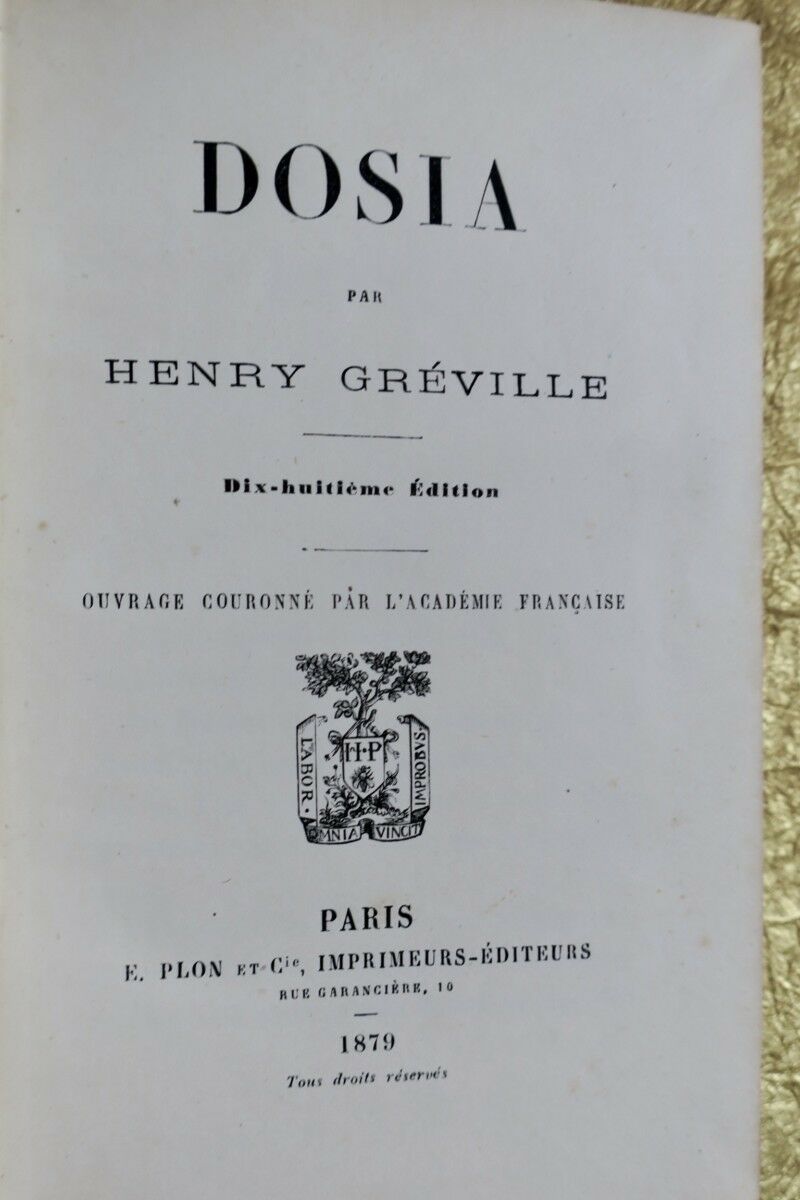 DOSIA
PAR
HENRY GRÉVILLE
Dix-huitième Édition
OUVRAGE COURONNÉ PAR L'ACADÉMIE FRANÇAISE
H·P
LABOR·
IMPROBVS
OMNIA VINCIT
PARIS
E. PLON ET Cie, IMPRIMEURS-ÉDITEURS
RUE GARANCIÈRE, 10
1879
Tous droits réservés